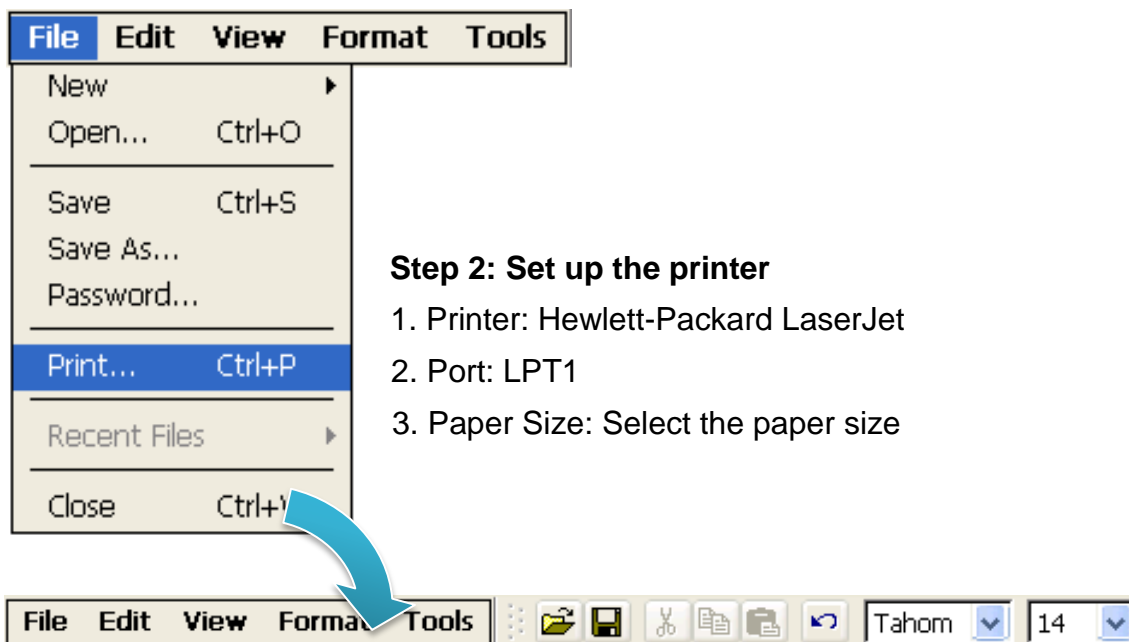 File Edit View Format Tools
New
Open... Ctrl+O
Save Ctrl+S
Save As...
Password...
Print... Ctrl+P
Recent Files
Close
Step 2: Set up the printer
1. Printer: Hewlett-Packard LaserJet
2. Port: LPT1
3. Paper Size: Select the paper size
File Edit View Format Tools Tahom 14